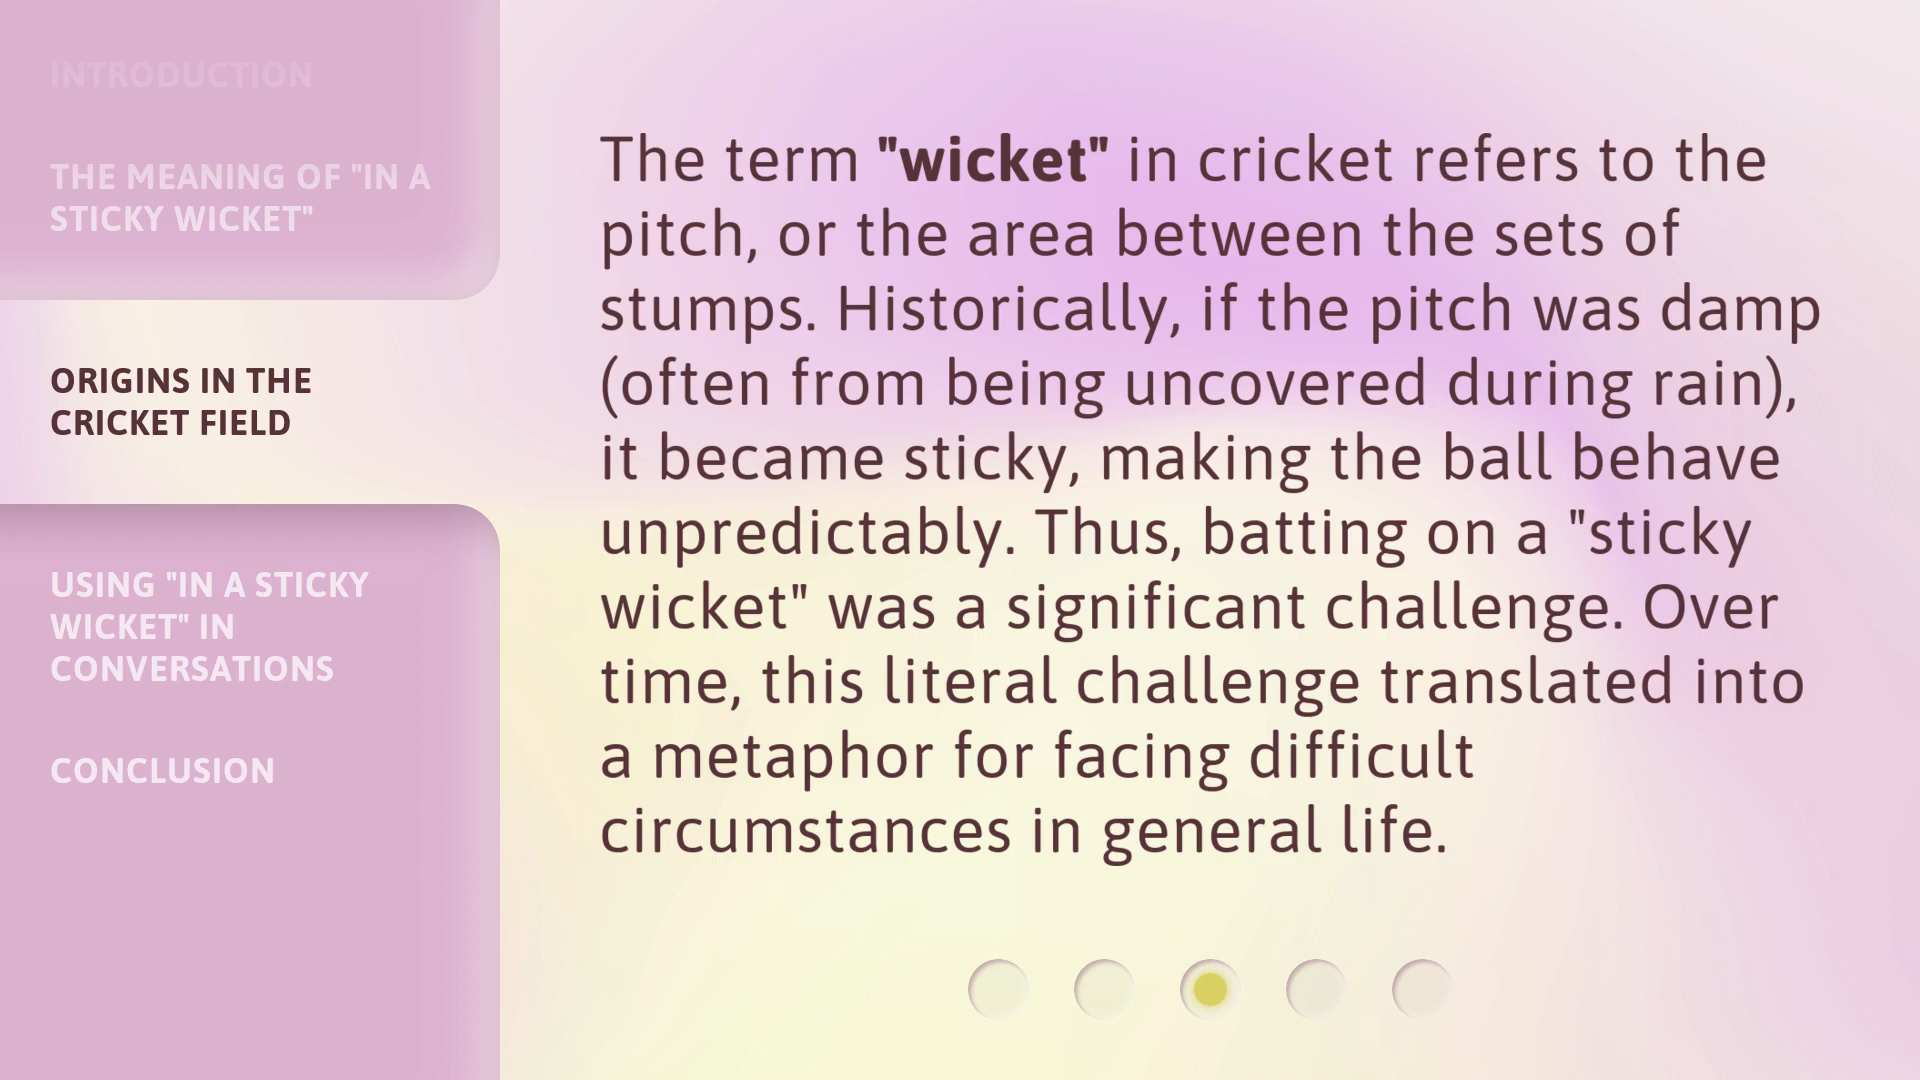 INTRODUCTION
THE MEANING OF "IN A
STICKY WICKET"
ORIGINS IN THE
CRICKET FIELD
USING "IN A STICKY
WICKET" IN
CONVERSATIONS
CONCLUSION
The term "wicket" in cricket refers to the
pitch, or the area between the sets of
stumps. Historically, if the pitch was damp
(often from being uncovered during rain),
it became sticky, making the ball behave
unpredictably. Thus, batting on a "sticky
wicket" was a significant challenge. Over
time, this literal challenge translated into
a metaphor for facing difficult
circumstances in general life.